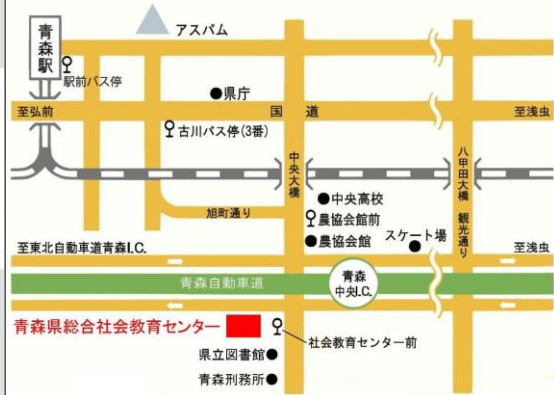 アスパム
青森駅
駅前バス停
県庁
至弘前
国道
至浅虫
古川バス停(3番)
中央大橋
八甲田大橋 観光通り
中央高校
旭町通り
農協会館前
農協会館
スケート場
至東北自動車道青森I.C.
至浅虫
青森自動車道
青森
中央I.C.
青森県総合社会教育センター
社会教育センター前
県立図書館
青森刑務所